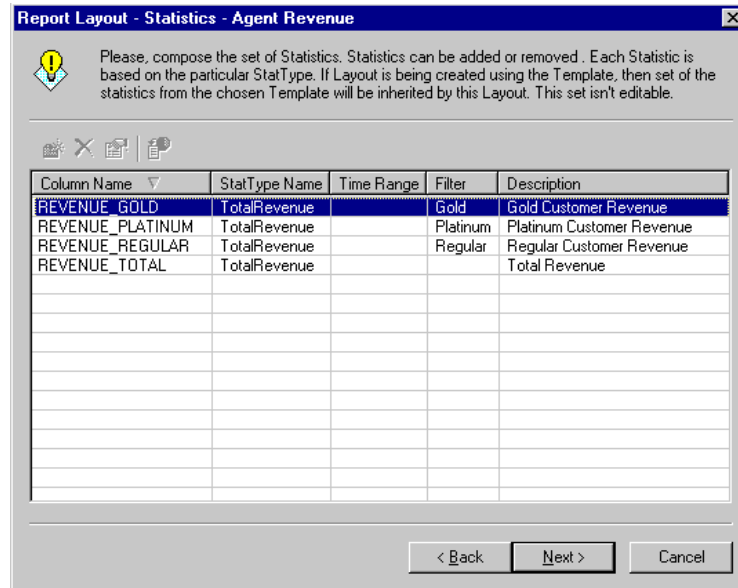 Report Layout - Statistics - Agent Revenue
Please, compose the set of Statistics. Statistics can be added or removed . Each Statistic is
based on the particular StatType. If Layout is being created using the Template, then set of the
statistics from the chosen Template will be inherited by this Layout. This set isn't editable.
Column Name StatType Name Time Range Filter Description
REVENUE_GOLD TotalRevenue Gold Gold Customer Revenue
REVENUE_PLATINUM TotalRevenue Platinum Platinum Customer Revenue
REVENUE_REGULAR TotalRevenue Regular Regular Customer Revenue
REVENUE_TOTAL TotalRevenue Total Revenue
< Back Next > Cancel